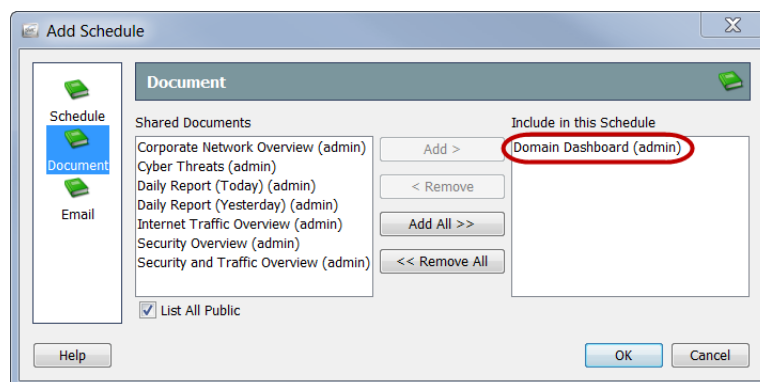 Add Schedule
Document
Schedule
Document
Email
Shared Documents
Corporate Network Overview (admin)
Cyber Threats (admin)
Daily Report (Today) (admin)
Daily Report (Yesterday) (admin)
Internet Traffic Overview (admin)
Security Overview (admin)
Security and Traffic Overview (admin)
List All Public
Add >
< Remove
Add All >>
<< Remove All
Include in this Schedule
Domain Dashboard (admin)
Help
OK
Cancel